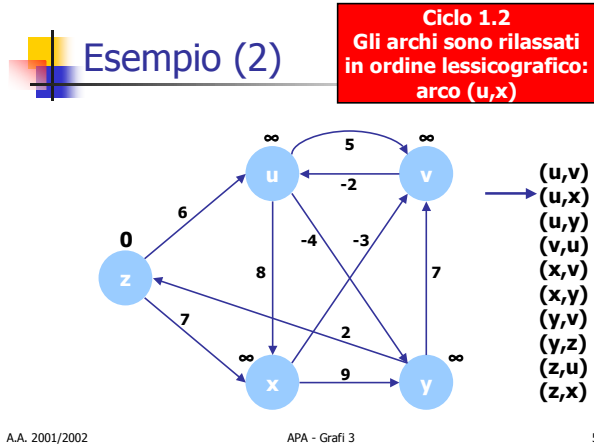 Esempio (2)
Ciclo 1.2
Gli archi sono rilassati
in ordine lessicografico:
arco (u,x)
∞
∞
5
u
v
-2
6
0
-4
-3
z
8
7
7
2
∞
∞
x
9
y
(u,v)
(u,x)
(u,y)
(v,u)
(x,v)
(x,y)
(y,v)
(y,z)
(z,u)
(z,x)
A.A. 2001/2002
APA - Grafi 3